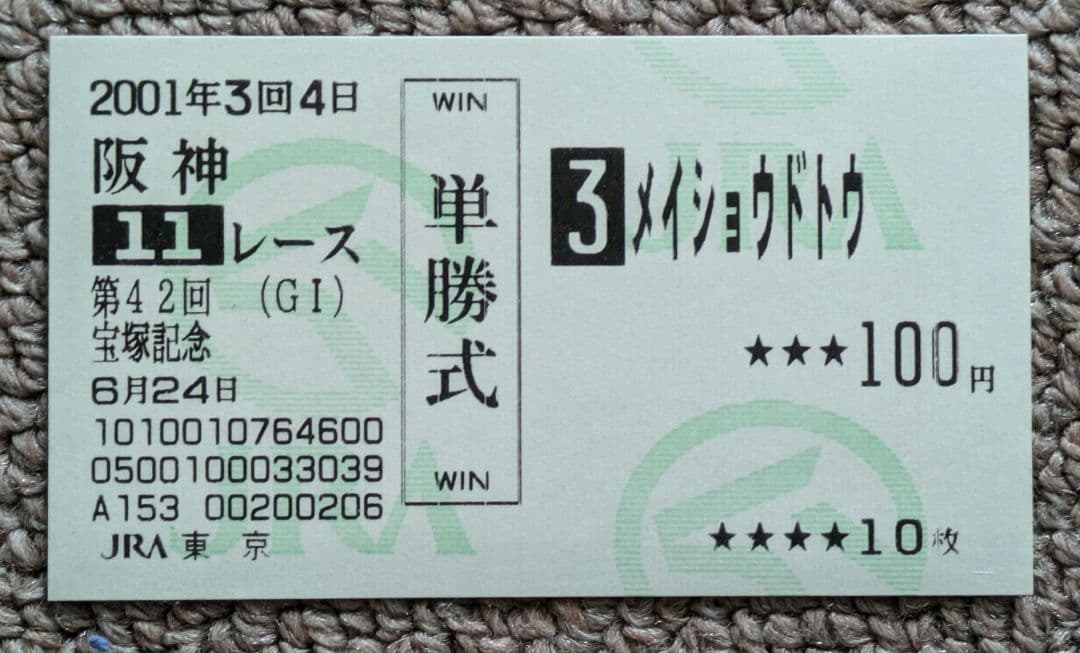 2001年3回4日
阪神
11レース
第42回 (GI)
宝塚記念
6月24日
1010010764600
0500100033039
A153 00200206
JRA 東京
WIN
単勝式
WIN
3 メイショウドトウ
★★★100円
★★★★10枚
JRA
JRA